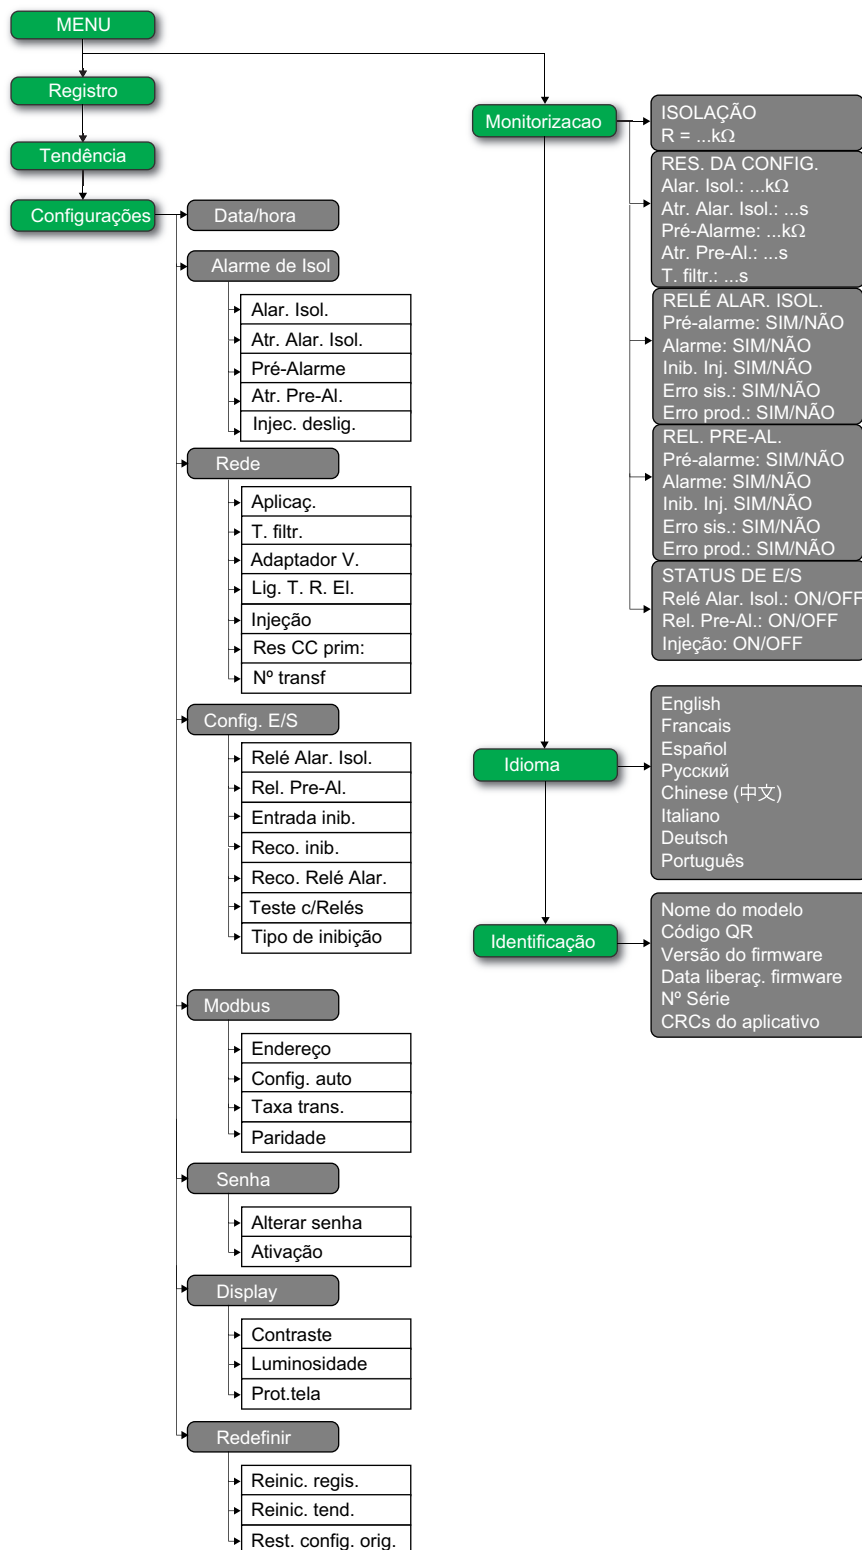 MENU
Registro
Tendência
Configurações
Data/hora
Alarme de Isol
Alar. Isol.
Atr. Alar. Isol.
Pré-Alarme
Atr. Pre-Al.
Injec. deslig.
Rede
Aplicaç.
T. filtr.
Adaptador V.
Lig. T. R. El.
Injeção
Res CC prim:
Nº transf
Config. E/S
Relé Alar. Isol.
Rel. Pre-Al.
Entrada inib.
Reco. inib.
Reco. Relé Alar.
Teste c/Relés
Tipo de inibição
Modbus
Endereço
Config. auto
Taxa trans.
Paridade
Senha
Alterar senha
Ativação
Display
Contraste
Luminosidade
Prot.tela
Redefinir
Reinic. regis.
Reinic. tend.
Rest. config. orig.
Monitorizacao
ISOLAÇÃO
R = ...kΩ
RES. DA CONFIG.
Alar. Isol.: ...kΩ
Atr. Alar. Isol.: ...s
Pré-Alarme: ...kΩ
Atr. Pre-Al.: ...s
T. filtr.: ...s
RELÉ ALAR. ISOL.
Pré-alarme: SIM/NÃO
Alarme: SIM/NÃO
Inib. Inj. SIM/NÃO
Erro sis.: SIM/NÃO
Erro prod.: SIM/NÃO
REL. PRE-AL.
Pré-alarme: SIM/NÃO
Alarme: SIM/NÃO
Inib. Inj. SIM/NÃO
Erro sis.: SIM/NÃO
Erro prod.: SIM/NÃO
STATUS DE E/S
Relé Alar. Isol.: ON/OFF
Rel. Pre-Al.: ON/OFF
Injeção: ON/OFF
Idioma
English
Francais
Español
Русский
Chinese (中文)
Italiano
Deutsch
Português
Identificação
Nome do modelo
Código QR
Versão do firmware
Data liberaç. firmware
Nº Série
CRCs do aplicativo